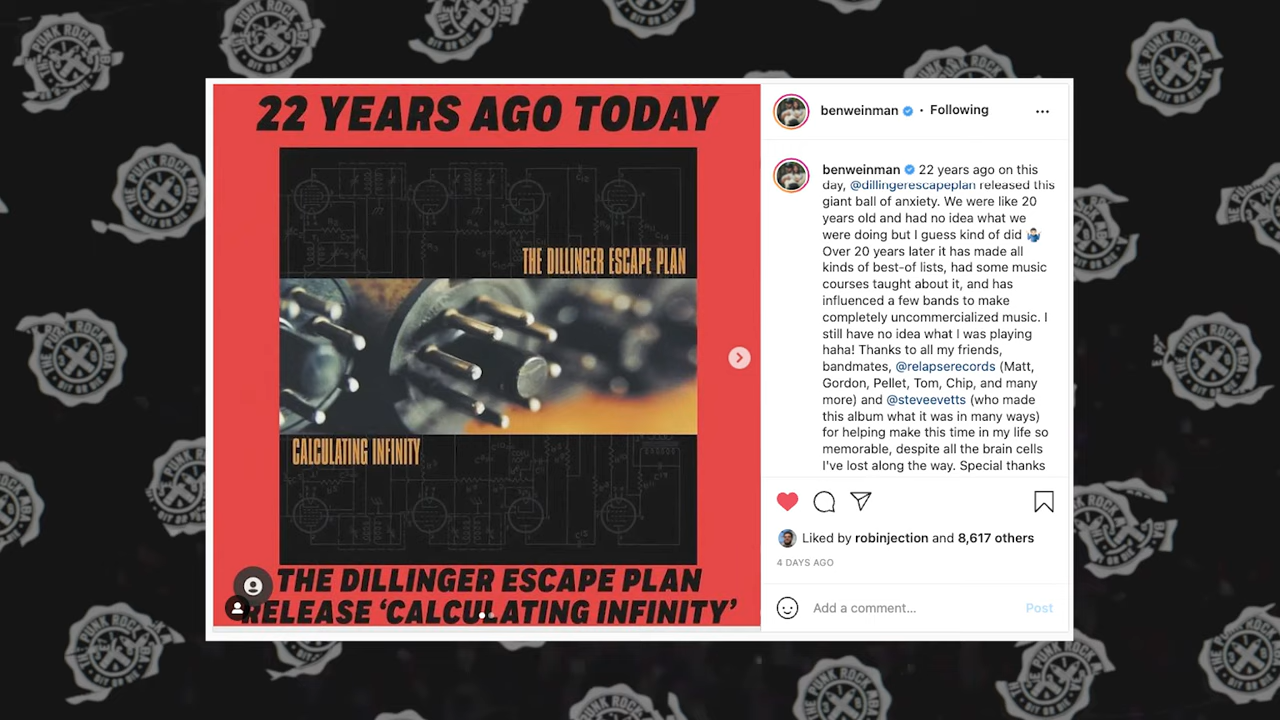 22 YEARS AGO TODAY
THE DILLINGER ESCAPE PLAN
CALCULATING INFINITY
THE DILLINGER ESCAPE PLAN
RELEASE ‘CALCULATING INFINITY’
benweinman • Following
benweinman 22 years ago on this
day, @dillingerescapeplan released this
giant ball of anxiety. We were like 20
years old and had no idea what we
were doing but I guess kind of did 🤷🏻‍♂️
Over 20 years later it has made all
kinds of best-of lists, had some music
courses taught about it, and has
influenced a few bands to make
completely uncommercialized music. I
still have no idea what I was playing
haha! Thanks to all my friends,
bandmates, @relapserecords (Matt,
Gordon, Pellet, Tom, Chip, and many
more) and @steveevetts (who made
this album what it was in many ways)
for helping make this time in my life so
memorable, despite all the brain cells
I've lost along the way. Special thanks
Liked by robinjection and 8,617 others
4 DAYS AGO
Add a comment... Post
THE PUNK ROCK MBA
BIT OR DIE